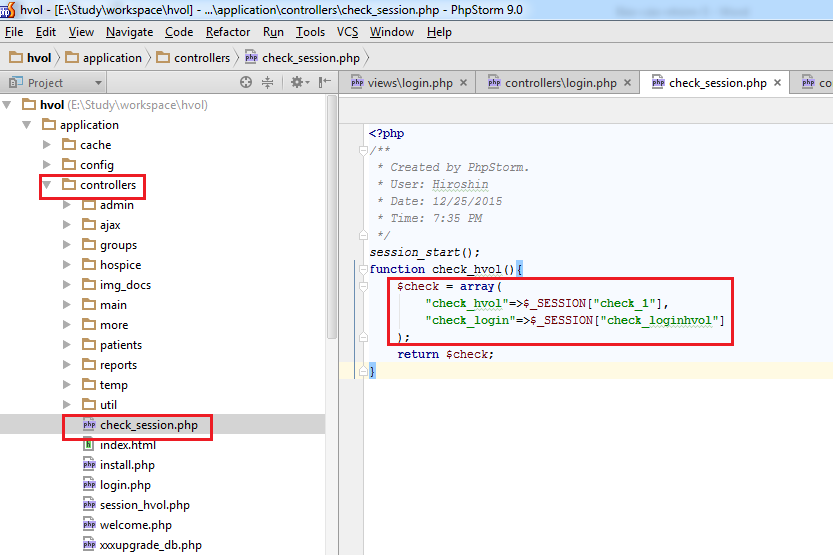 hvol - [E:\Study\workspace\hvol] - ...\application\controllers\check_session.php - PhpStorm 9.0
File Edit View Navigate Code Refactor Run Tools VCS Window Help
hvol application controllers check_session.php
Project
views\login.php controllers\login.php check_session.php co
hvol (E:\Study\workspace\hvol)
application
cache
config
controllers
admin
ajax
groups
hospice
img_docs
main
more
patients
reports
temp
util
check_session.php
index.html
install.php
login.php
session_hvol.php
welcome.php
xxxupgrade_db.php
<?php
/**
* Created by PhpStorm.
* User: Hiroshin
* Date: 12/25/2015
* Time: 7:35 PM
*/
session_start();
function check_hvol(){
$check = array(
"check_hvol"=>$_SESSION["check_1"],
"check_login"=>$_SESSION["check_loginhvol"]
);
return $check;
}